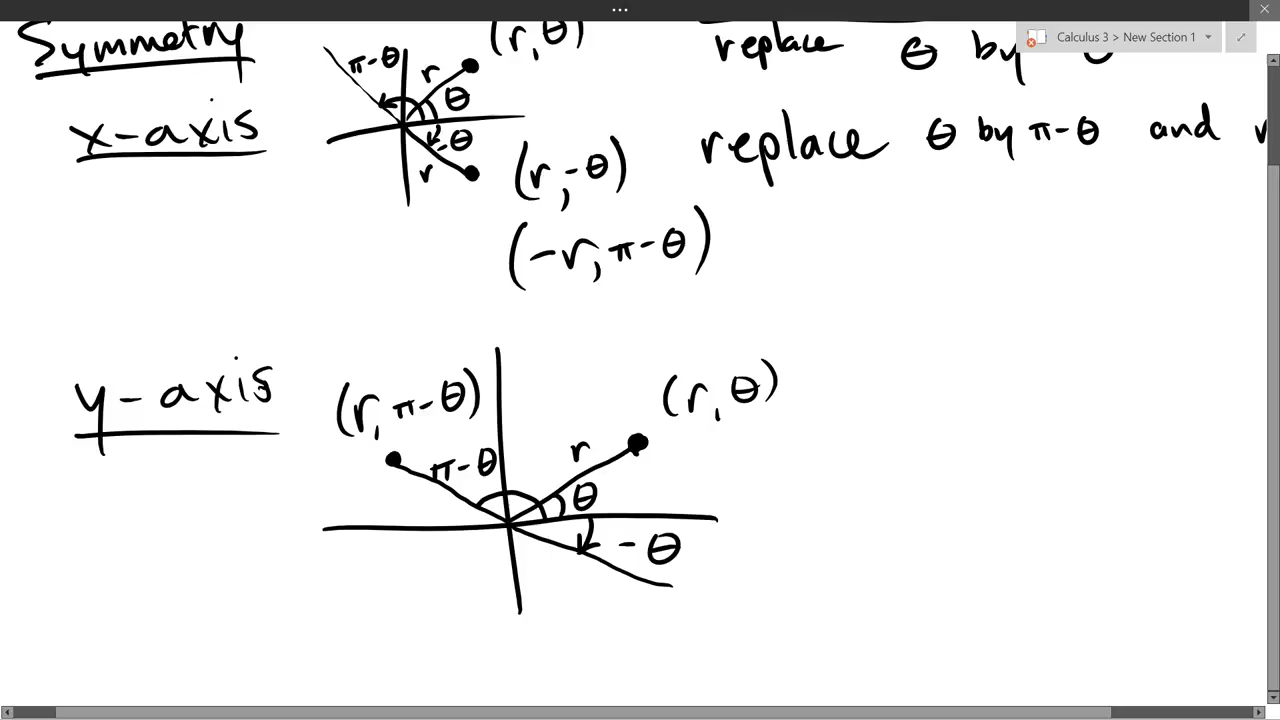 Calculus 3 > New Section 1
Symmetry
(r, θ)
replace θ by
π-θ
r
θ
x-axis
-θ
r
(r, -θ)
replace θ by π-θ and
(-r, π-θ)
y-axis
(r, π-θ)
(r, θ)
π-θ
r
θ
-θ